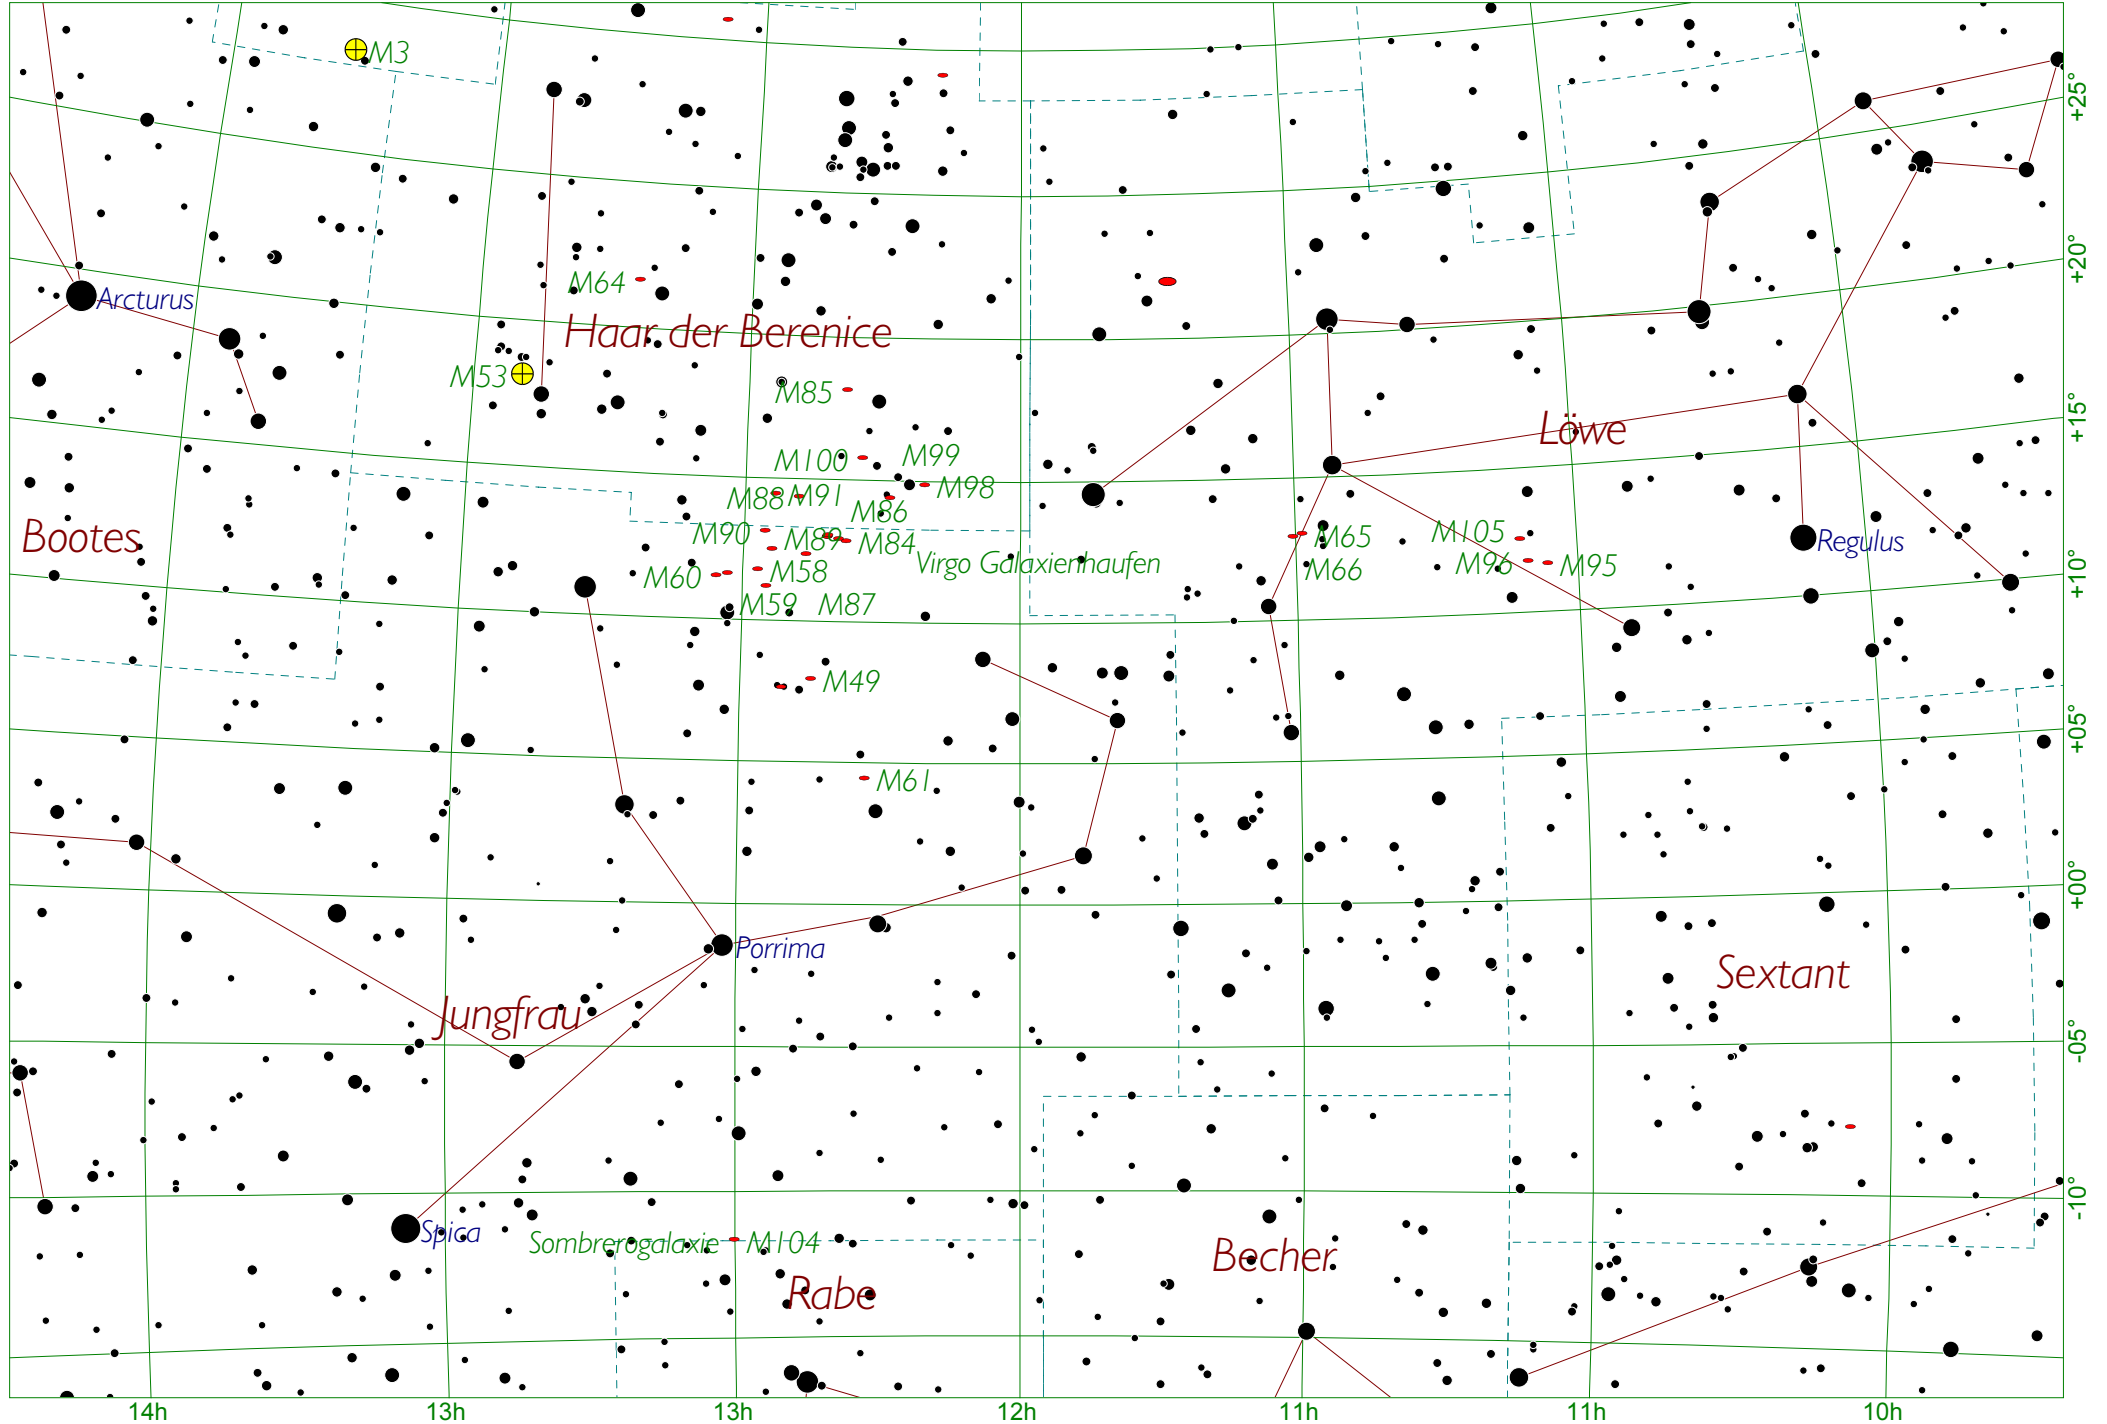 M3
+25°
+20°
M64
Arcturus
Haar der Berenice
M53
M85
+15°
Löwe
M100
M99
M98
M88
M91
M86
Bootes
M90
M89
M84
M65
M105
Regulus
Virgo Galaxienhaufen
M60
M58
M66
M96
M95
+10°
M59
M87
M49
+05°
M61
+00°
Porrima
Sextant
Jungfrau
-05°
-10°
Spica
Sombrerogalaxie
M104
Becher
Rabe
14h
13h
13h
12h
11h
11h
10h